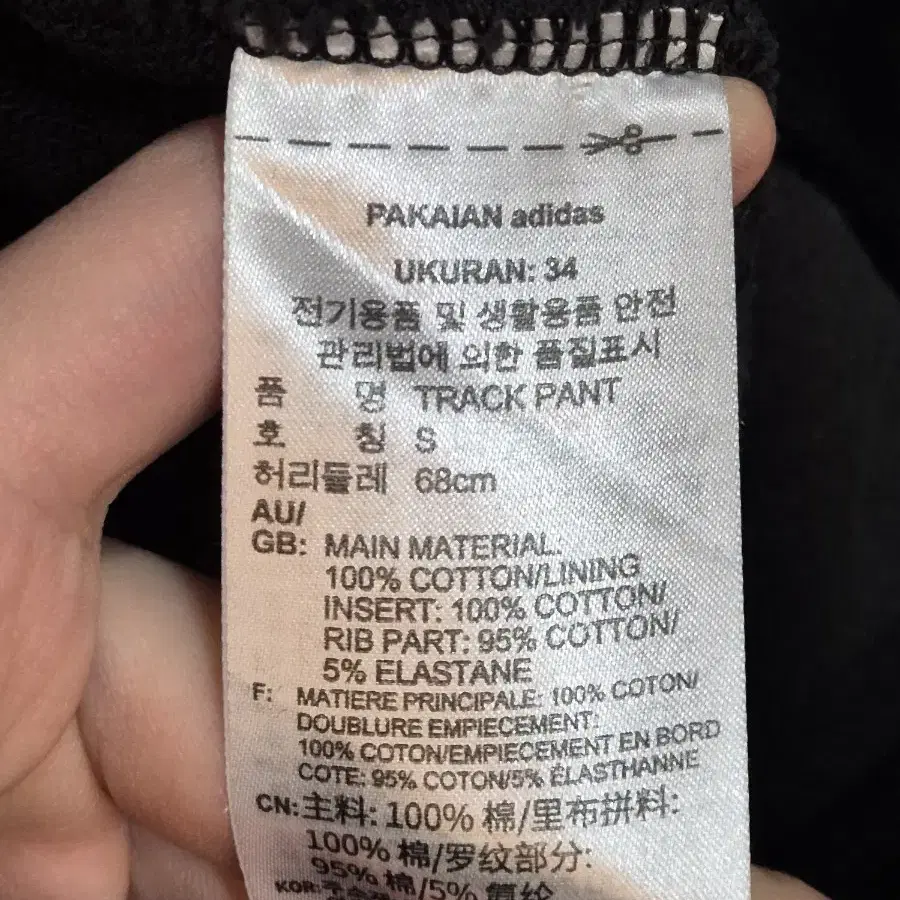 PAKAIAN adidas
UKURAN: 34
전기용품 및 생활용품 안전
관리법에 의한 품질표시
품 명 TRACK PANT
호 칭 S
허리둘레 68cm
AU/
GB: MAIN MATERIAL:
100% COTTON/LINING
INSERT: 100% COTTON/
RIB PART: 95% COTTON/
5% ELASTANE
F: MATIERE PRINCIPALE: 100% COTON/
DOUBLURE EMPIECEMENT:
100% COTON/EMPIECEMENT EN BORD
COTE: 95% COTON/5% ÉLASTHANNE
CN: 主料: 100% 棉/里布拼料:
100% 棉/罗纹部分:
95% 棉/5% 氨纶
KOR: